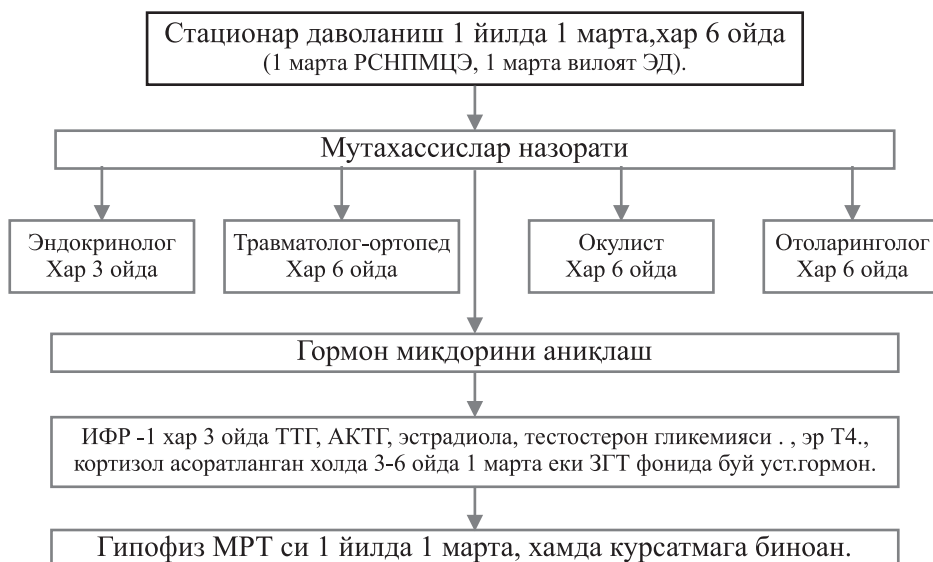 Стационар даволаниш 1 йилда 1 марта,хар 6 ойда
(1 марта РСНПМЦЭ, 1 марта вилоят ЭД).
Мутахассислар назорати
Эндокринолог
Хар 3 ойда
Травматолог-ортопед
Хар 6 ойда
Окулист
Хар 6 ойда
Отоларинголог
Хар 6 ойда
Гормон миқдорини аниқлаш
ИФР -1 хар 3 ойда ТТГ, АКТГ, эстрадиола, тестостерон гликемияси . , эр Т4.,
кортизол асоратланган холда 3-6 ойда 1 марта еки ЗГТ фонида буй уст.гормон.
Гипофиз МРТ си 1 йилда 1 марта, хамда курсатмага биноан.